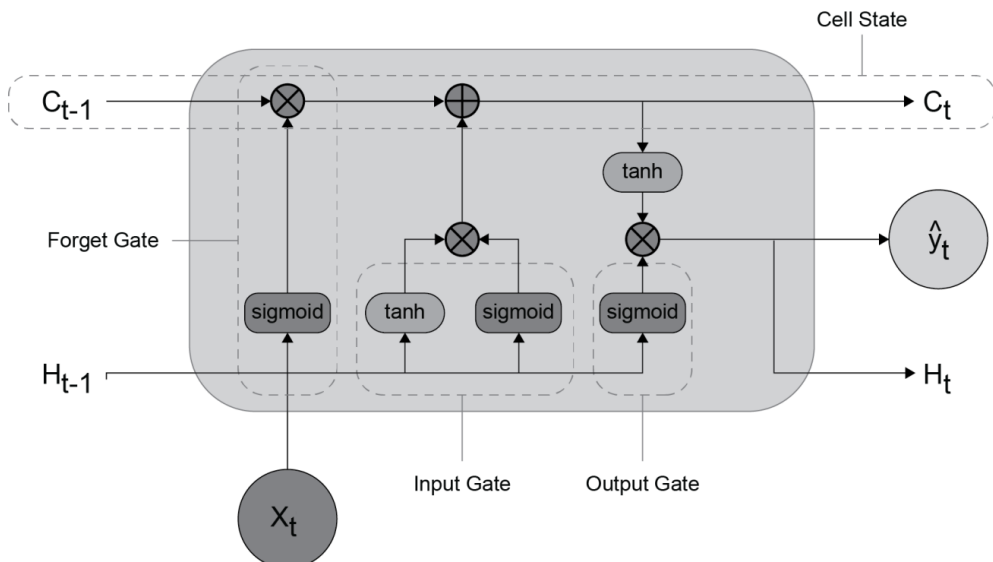 Cell State
C_{t-1}
C_t
tanh
Forget Gate
ŷ_t
sigmoid
tanh
sigmoid
sigmoid
H_{t-1}
H_t
Input Gate
Output Gate
X_t